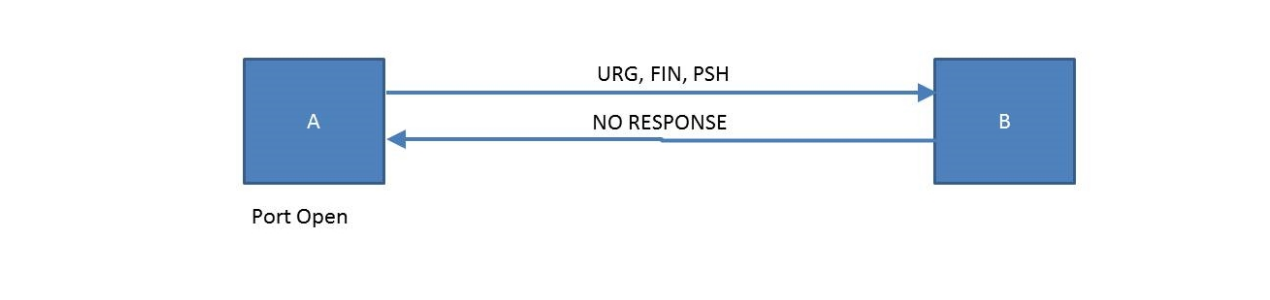 URG, FIN, PSH
A
NO RESPONSE
B
Port Open